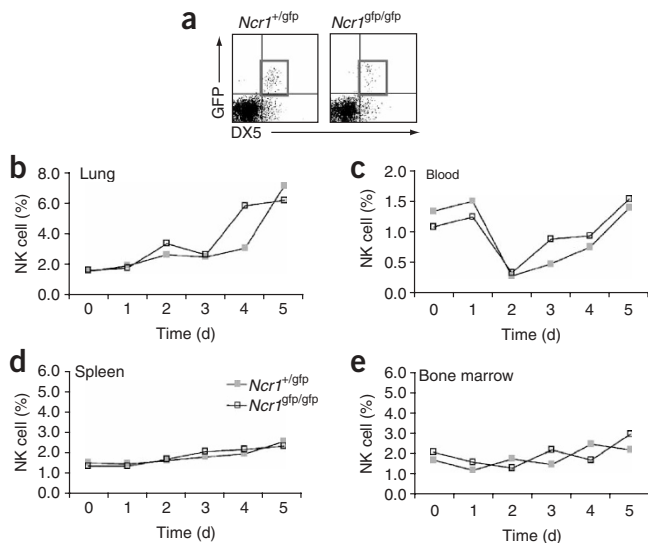 a
Ncr1+/gfp Ncr1gfp/gfp
GFP
DX5
b Lung
NK cell (%)
8.0
6.0
4.0
2.0
0.0
0 1 2 3 4 5
Time (d)
c Blood
NK cell (%)
2.0
1.5
1.0
0.5
0.0
0 1 2 3 4 5
Time (d)
d Spleen
NK cell (%)
6.0
5.0
4.0
3.0
2.0
1.0
0.0
0 1 2 3 4 5
Time (d)
Ncr1+/gfp
Ncr1gfp/gfp
e Bone marrow
NK cell (%)
6.0
5.0
4.0
3.0
2.0
1.0
0.0
0 1 2 3 4 5
Time (d)